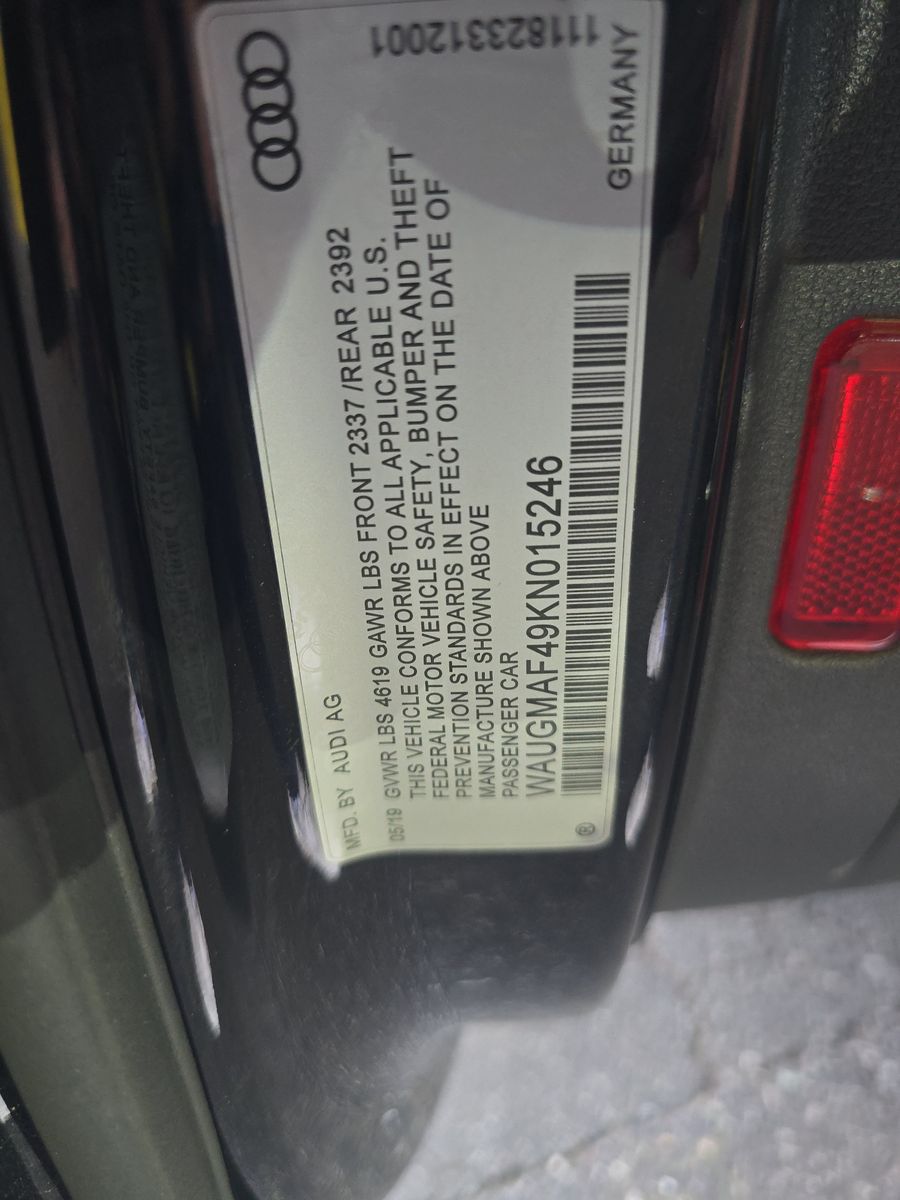 MFD. BY AUDI AG
05/19 GVWR LBS 4619 GAWR LBS FRONT 2337 /REAR 2392
THIS VEHICLE CONFORMS TO ALL APPLICABLE U.S.
FEDERAL MOTOR VEHICLE SAFETY, BUMPER AND THEFT
PREVENTION STANDARDS IN EFFECT ON THE DATE OF
MANUFACTURE SHOWN ABOVE
PASSENGER CAR
WAUGMAF49KN015246
®
GERMANY
111823312001